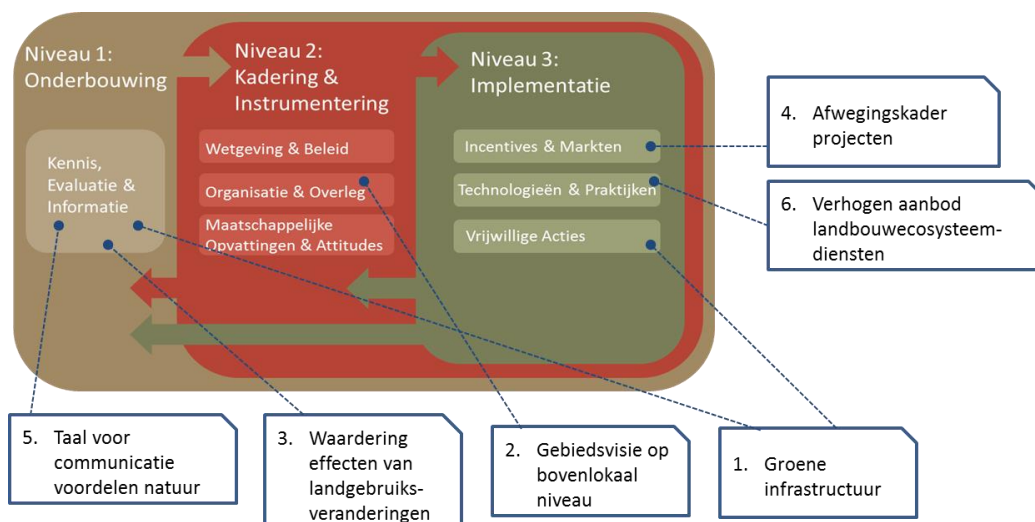 Niveau 1:
Onderbouwing
Kennis,
Evaluatie &
Informatie
Niveau 2:
Kadering &
Instrumentering
Wetgeving & Beleid
Organisatie & Overleg
Maatschappelijke
Opvattingen & Attitudes
Niveau 3:
Implementatie
Incentives & Markten
Technologieën & Praktijken
Vrijwillige Acties
4. Afwegingskader
projecten
6. Verhogen aanbod
landbouwecosysteem-
diensten
5. Taal voor
communicatie
voordelen natuur
3. Waardering
effecten van
landgebruiks-
veranderingen
2. Gebiedsvisie op
bovenlokaal
niveau
1. Groene
infrastructuur